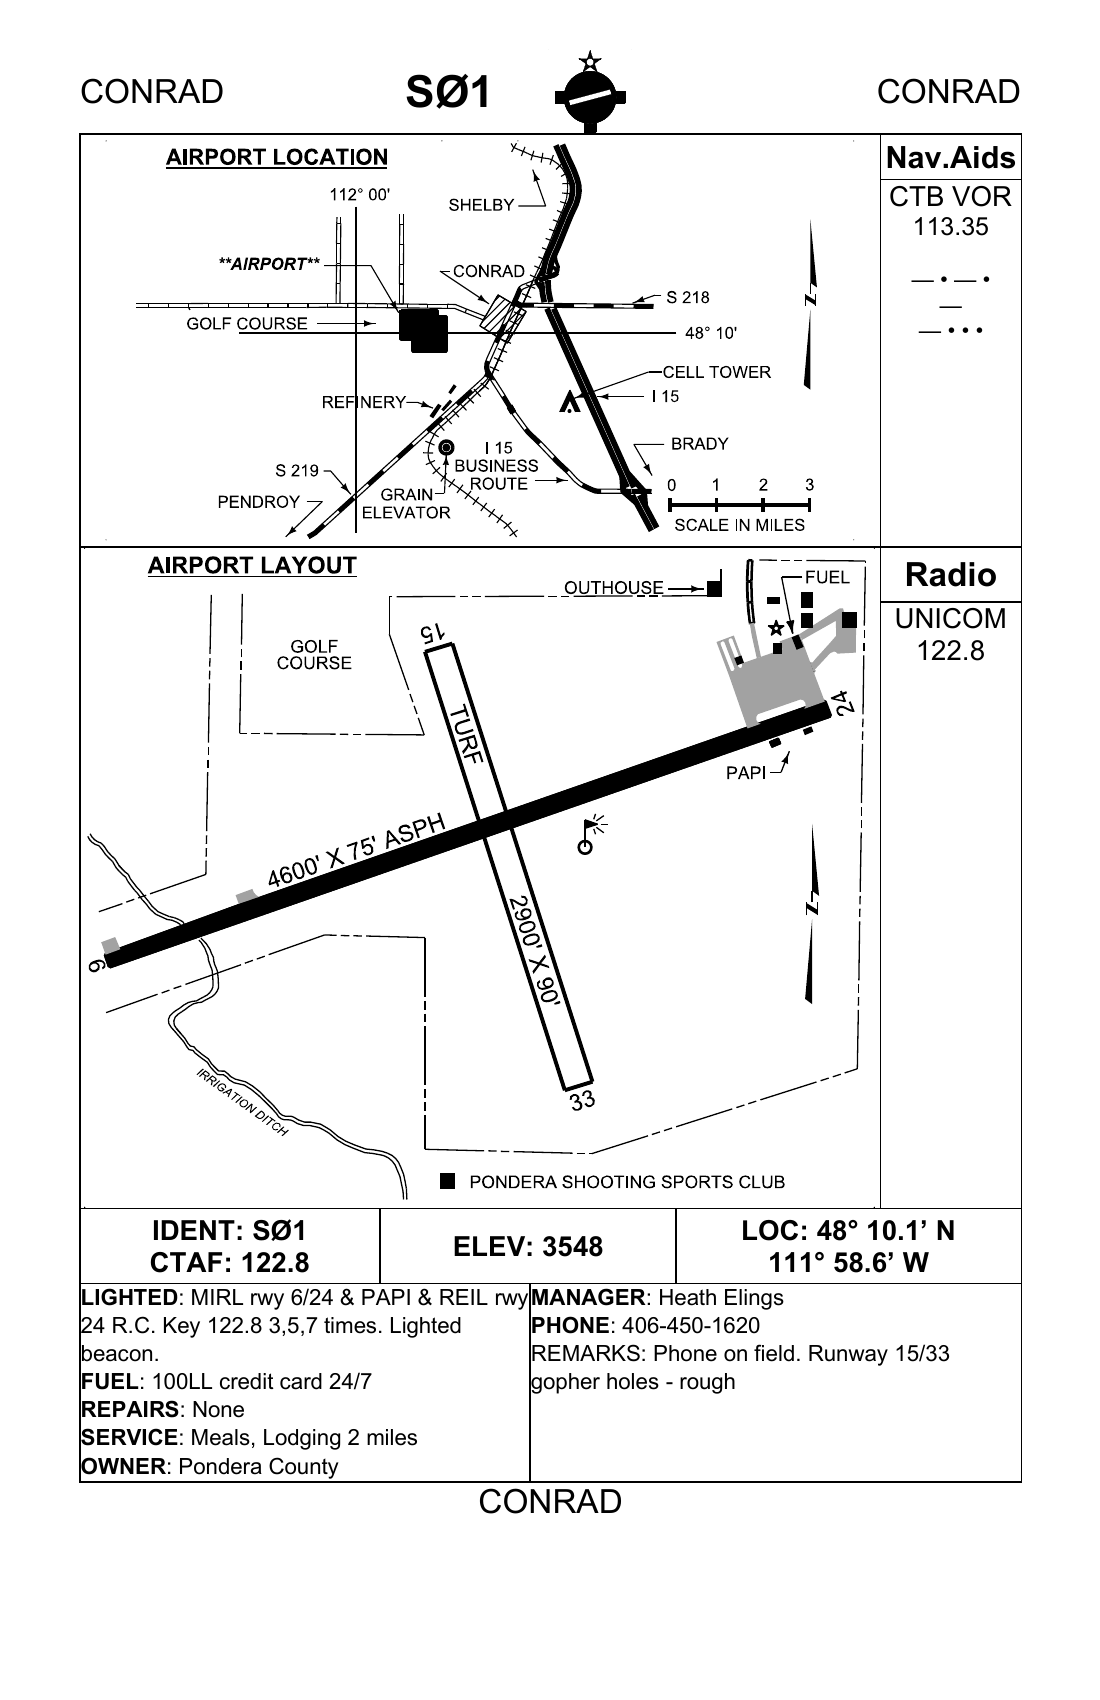 CONRAD SØ1 CONRAD
AIRPORT LOCATION
112° 00'
SHELBY
**AIRPORT**
CONRAD
S 218
GOLF COURSE
48° 10'
N
CELL TOWER
REFINERY
I 15
BRADY
S 219
I 15
BUSINESS
ROUTE
PENDROY
GRAIN
ELEVATOR
0 1 2 3
SCALE IN MILES
Nav.Aids
CTB VOR
113.35
— • — •
—
— • • •
AIRPORT LAYOUT
OUTHOUSE
FUEL
GOLF
COURSE
15
TURF
24
PAPI
4600' X 75' ASPH
2900' X 90'
N
6
33
IRRIGATION DITCH
PONDERA SHOOTING SPORTS CLUB
Radio
UNICOM
122.8
IDENT: SØ1
CTAF: 122.8
ELEV: 3548
LOC: 48° 10.1’ N
111° 58.6’ W
LIGHTED: MIRL rwy 6/24 & PAPI & REIL rwy
24 R.C. Key 122.8 3,5,7 times. Lighted
beacon.
FUEL: 100LL credit card 24/7
REPAIRS: None
SERVICE: Meals, Lodging 2 miles
OWNER: Pondera County
MANAGER: Heath Elings
PHONE: 406-450-1620
REMARKS: Phone on field. Runway 15/33
gopher holes - rough
CONRAD